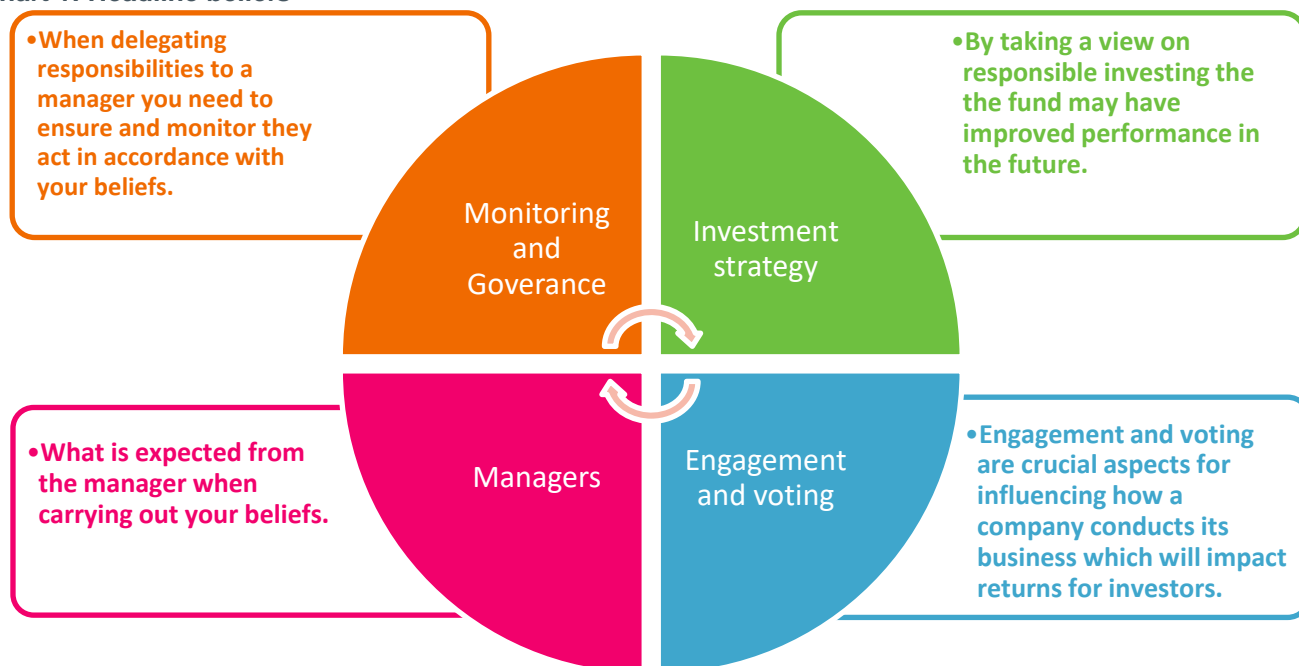 •When delegating
responsibilities to a
manager you need to
ensure and monitor they
act in accordance with
your beliefs.
•By taking a view on
responsible investing the
the fund may have
improved performance in
the future.
Monitoring
and
Goverance
Investment
strategy
•What is expected from
the manager when
carrying out your beliefs.
Managers
Engagement
and voting
•Engagement and voting
are crucial aspects for
influencing how a
company conducts its
business which will impact
returns for investors.